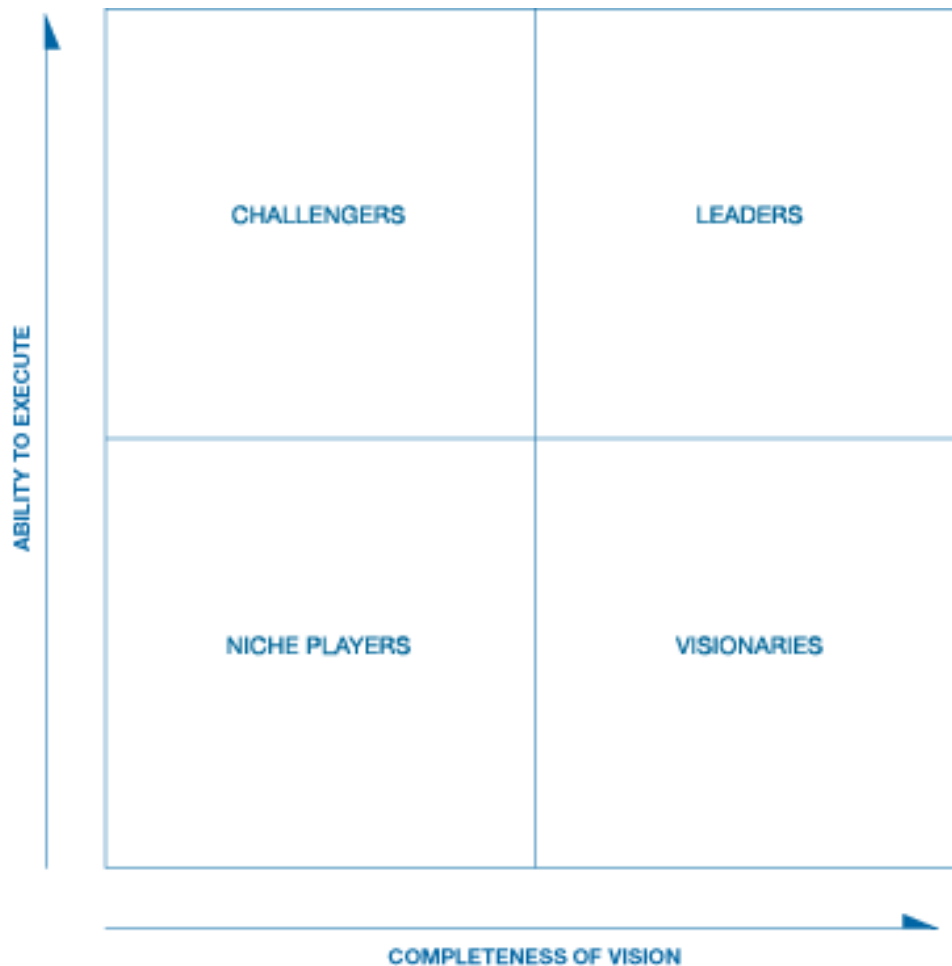 CHALLENGERS
LEADERS
ABILITY TO EXECUTE
NICHE PLAYERS
VISIONARIES
COMPLETENESS OF VISION